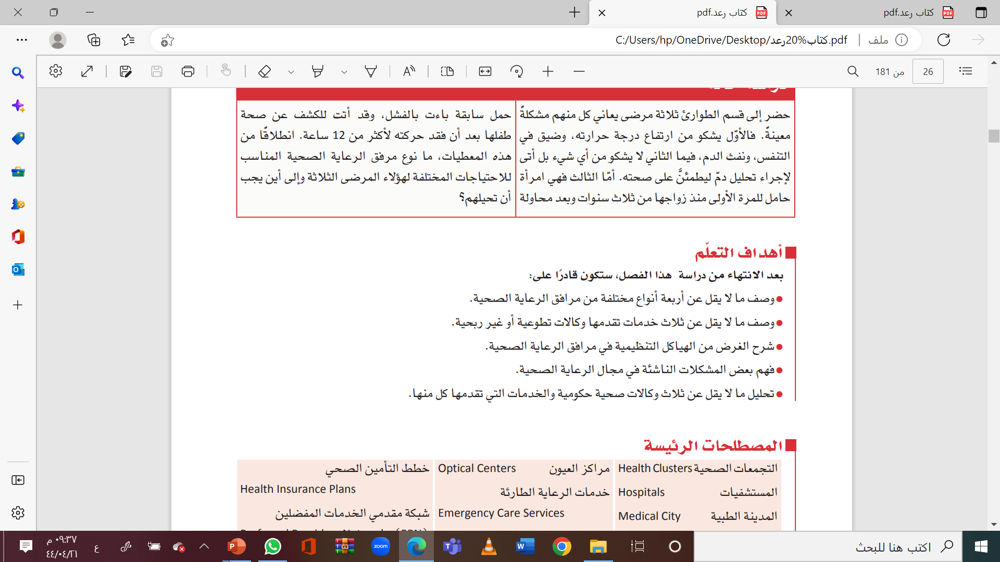 كتاب رعد.pdf
كتاب رعد.pdf
ملف
C:/Users/hp/OneDrive/Desktop/كتاب%20رعد.pdf
26
من 181
حضر إلى قسم الطوارئ ثلاثة مرضى يعاني كل منهم مشكلةً
معينةً. فالأوّل يشكو من ارتفاع درجة حرارته، وضيق في
التنفس، ونفث الدم، فيما الثاني لا يشكو من أي شيء بل أتى
لإجراء تحليل دمّ ليطمئنَّ على صحته. أمّا الثالث فهي امرأة
حامل للمرة الأولى منذ زواجها من ثلاث سنوات وبعد محاولة
حمل سابقة باءت بالفشل، وقد أتت للكشف عن صحة
طفلها بعد أن فقد حركته لأكثر من 12 ساعة. انطلاقًا من
هذه المعطيات، ما نوع مرفق الرعاية الصحية المناسب
للاحتياجات المختلفة لهؤلاء المرضى الثلاثة وإلى أين يجب
أن تحيلهم؟
أهداف التعلّم
بعد الانتهاء من دراسة هذا الفصل، ستكون قادرًا على:
● وصف ما لا يقل عن أربعة أنواع مختلفة من مرافق الرعاية الصحية.
● وصف ما لا يقل عن ثلاث خدمات تقدمها وكالات تطوعية أو غير ربحية.
● شرح الغرض من الهياكل التنظيمية في مرافق الرعاية الصحية.
● فهم بعض المشكلات الناشئة في مجال الرعاية الصحية.
● تحليل ما لا يقل عن ثلاث وكالات صحية حكومية والخدمات التي تقدمها كل منها.
المصطلحات الرئيسة
التجمعات الصحية Health Clusters
المستشفيات Hospitals
المدينة الطبية Medical City
مراكز العيون Optical Centers
خدمات الرعاية الطارئة
Emergency Care Services
خطط التأمين الصحي
Health Insurance Plans
شبكة مقدمي الخدمات المفضلين
اكتب هنا للبحث
zoom
ع
٠٩:٣٧ م
٤٤/٠٤/٢١